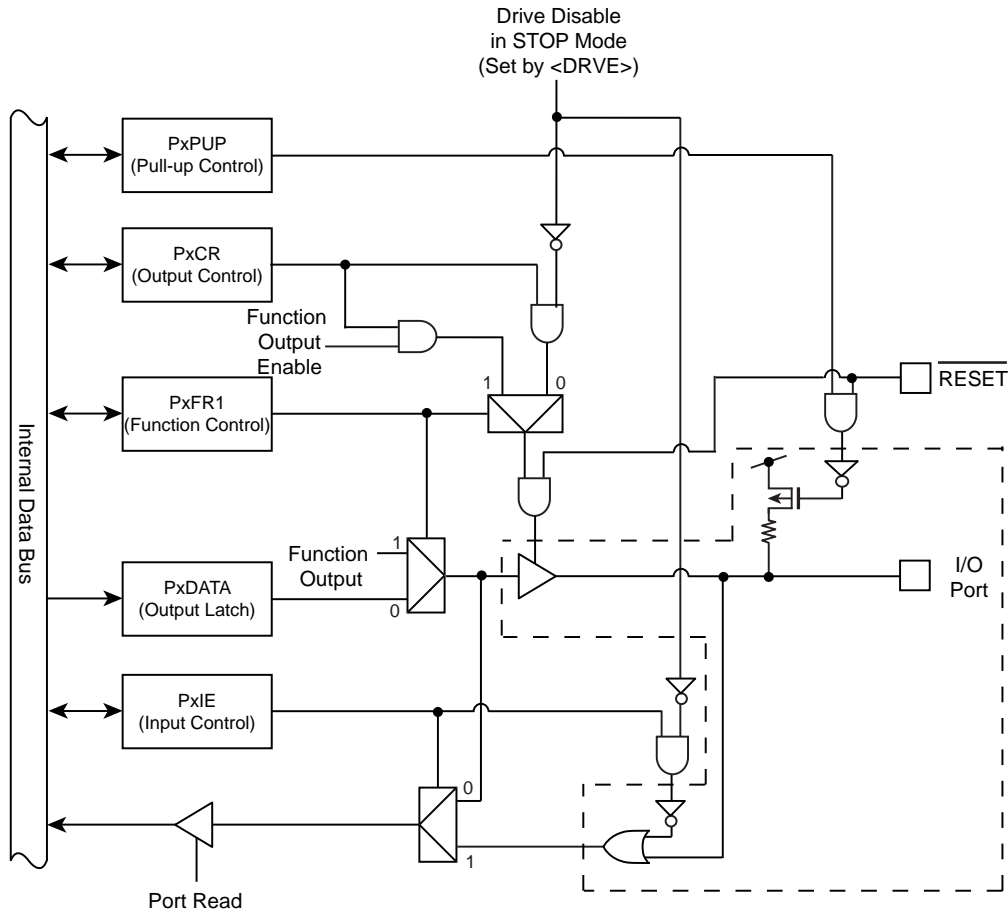 Drive Disable
in STOP Mode
(Set by <DRVE>)
PxPUP
(Pull-up Control)
PxCR
(Output Control)
Function
Output
Enable
1
0
RESET
PxFR1
(Function Control)
Internal Data Bus
Function
Output
1
0
I/O
Port
PxDATA
(Output Latch)
PxIE
(Input Control)
0
1
Port Read